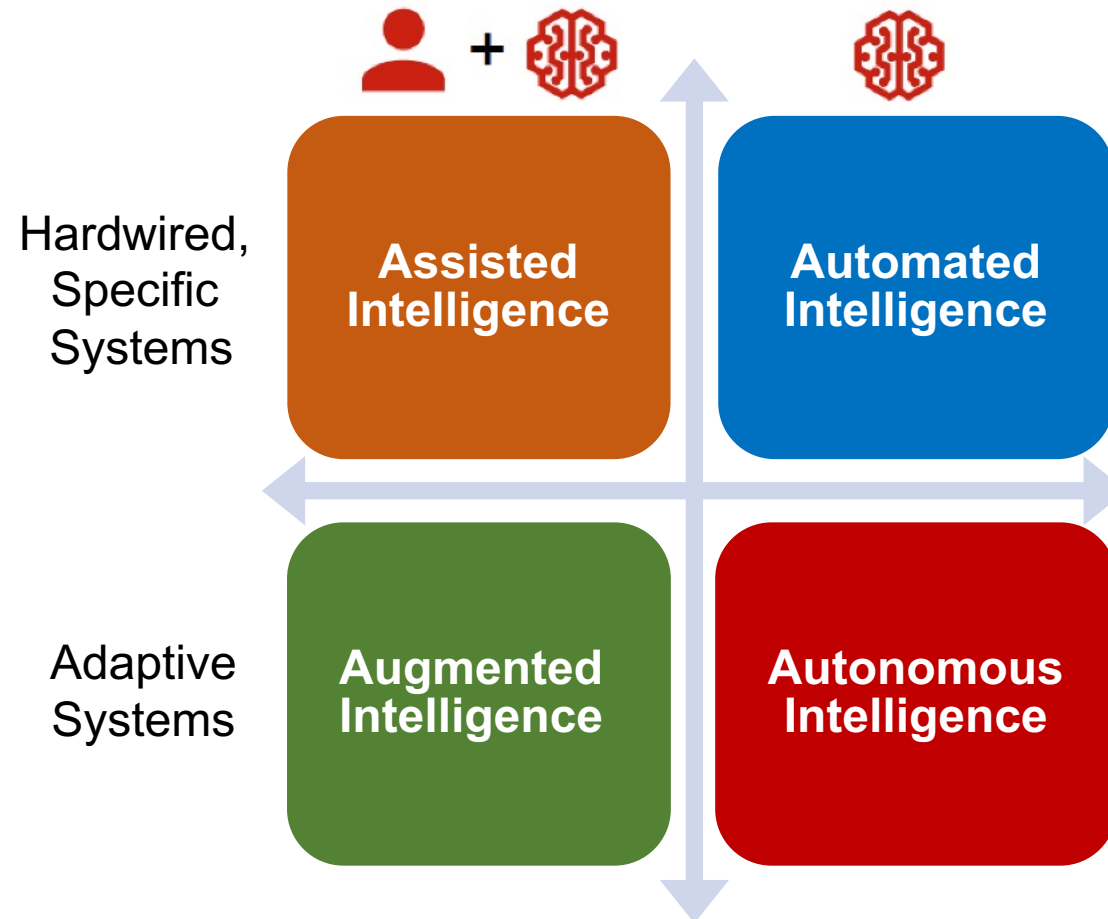 +
Hardwired,
Specific
Systems
Assisted
Intelligence
Automated
Intelligence
Adaptive
Systems
Augmented
Intelligence
Autonomous
Intelligence